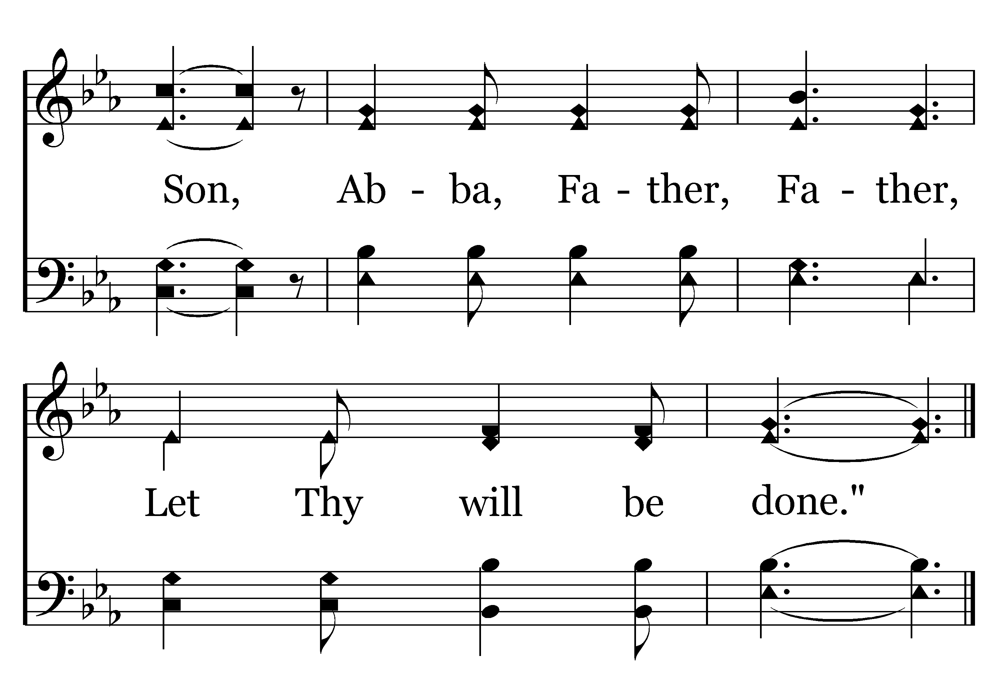 Son, Ab - ba, Fa - ther, Fa - ther,
Let Thy will be done."